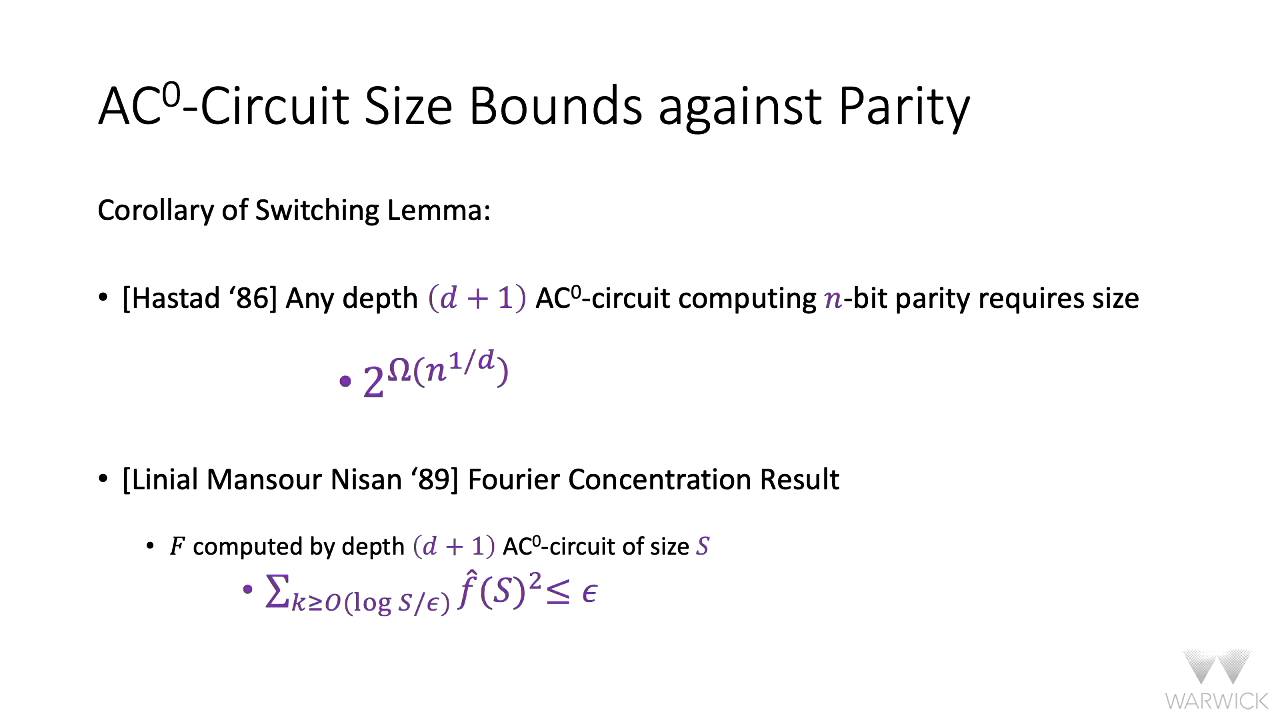 AC⁰-Circuit Size Bounds against Parity
Corollary of Switching Lemma:
• [Hastad ‘86] Any depth (d + 1) AC⁰-circuit computing n-bit parity requires size
• 2^Ω(n^1/d)
• [Linial Mansour Nisan ‘89] Fourier Concentration Result
• F computed by depth (d + 1) AC⁰-circuit of size S
• ∑_{k≥O(log S/ϵ)} f̂(S)² ≤ ϵ
WARWICK